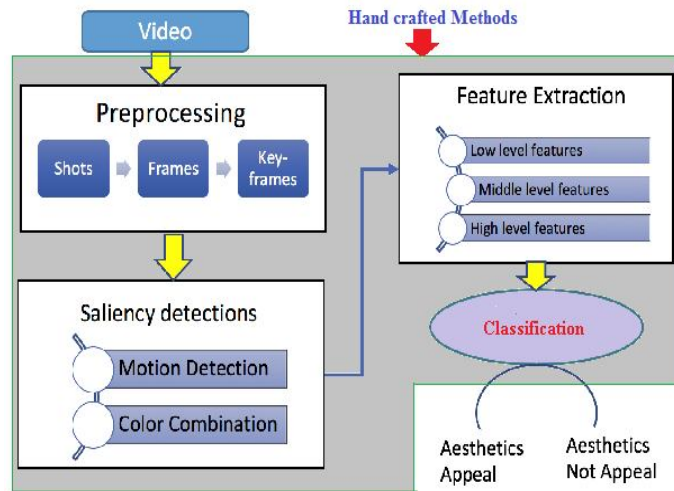 Video
Hand crafted Methods
Preprocessing
Shots
Frames
Key-
frames
Saliency detections
Motion Detection
Color Combination
Feature Extraction
Low level features
Middle level features
High level features
Classification
Aesthetics
Appeal
Aesthetics
Not Appeal